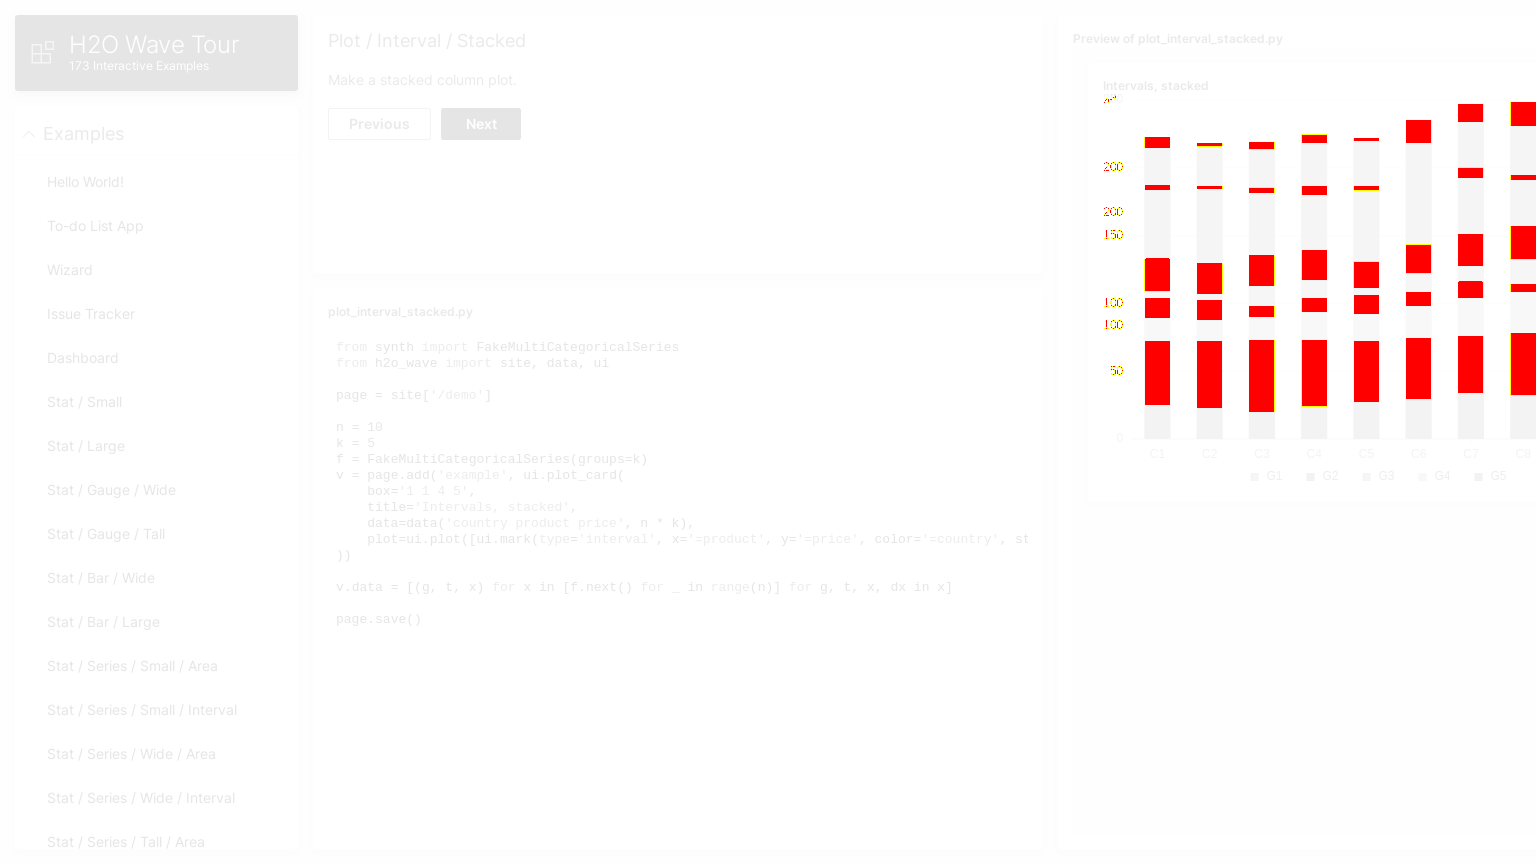 H2O Wave Tour
173 Interactive Examples
Examples
Hello World!
To-do List App
Wizard
Issue Tracker
Dashboard
Stat / Small
Stat / Large
Stat / Gauge / Wide
Stat / Gauge / Tall
Stat / Bar / Wide
Stat / Bar / Large
Stat / Series / Small / Area
Stat / Series / Small / Interval
Stat / Series / Wide / Area
Stat / Series / Wide / Interval
Stat / Series / Tall / Area
Plot / Interval / Stacked
Make a stacked column plot.
Previous Next
plot_interval_stacked.py
from synth import FakeMultiCategoricalSeries
from h2o_wave import site, data, ui
page = site['/demo']
n = 10
k = 5
f = FakeMultiCategoricalSeries(groups=k)
v = page.add('example', ui.plot_card(
box='1 1 4 5',
title='Intervals, stacked',
data=data('country product price', n * k),
plot=ui.plot([ui.mark(type='interval', x='=product', y='=price', color='=country', st
))
v.data = [(g, t, x) for x in [f.next() for _ in range(n)] for g, t, x, dx in x]
page.save()
Preview of plot_interval_stacked.py
Intervals, stacked
200
200
150
100
100
50
0
C1 C2 C3 C4 C5 C6 C7 C8
G1 G2 G3 G4 G5